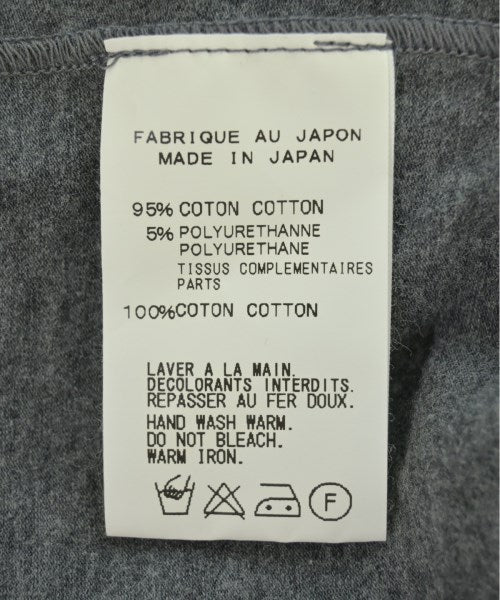 FABRIQUE AU JAPON
MADE IN JAPAN
95% COTON COTTON
5% POLYURETHANNE
POLYURETHANE
TISSUS COMPLEMENTAIRES
PARTS
100%COTON COTTON
LAVER A LA MAIN.
DECOLORANTS INTERDITS.
REPASSER AU FER DOUX.
HAND WASH WARM.
DO NOT BLEACH.
WARM IRON.
F